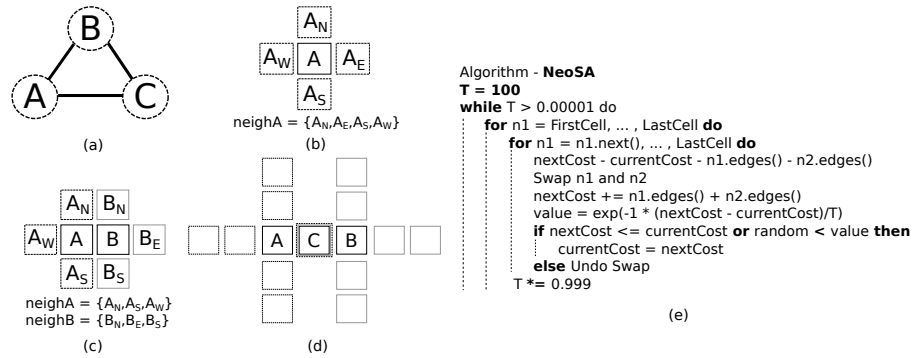 B
A
C
(a)
A_N
A_W A A_E
A_S
neighA = {A_N,A_E,A_S,A_W}
(b)
A_N B_N
A_W A B B_E
A_S B_S
neighA = {A_N,A_S,A_W}
neighB = {B_N,B_E,B_S}
(c)
A C B
(d)
Algorithm - NeoSA
T = 100
while T > 0.00001 do
for n1 = FirstCell, ... , LastCell do
for n1 = n1.next(), ... , LastCell do
nextCost - currentCost - n1.edges() - n2.edges()
Swap n1 and n2
nextCost += n1.edges() + n2.edges()
value = exp(-1 * (nextCost - currentCost)/T)
if nextCost <= currentCost or random < value then
currentCost = nextCost
else Undo Swap
T *= 0.999
(e)